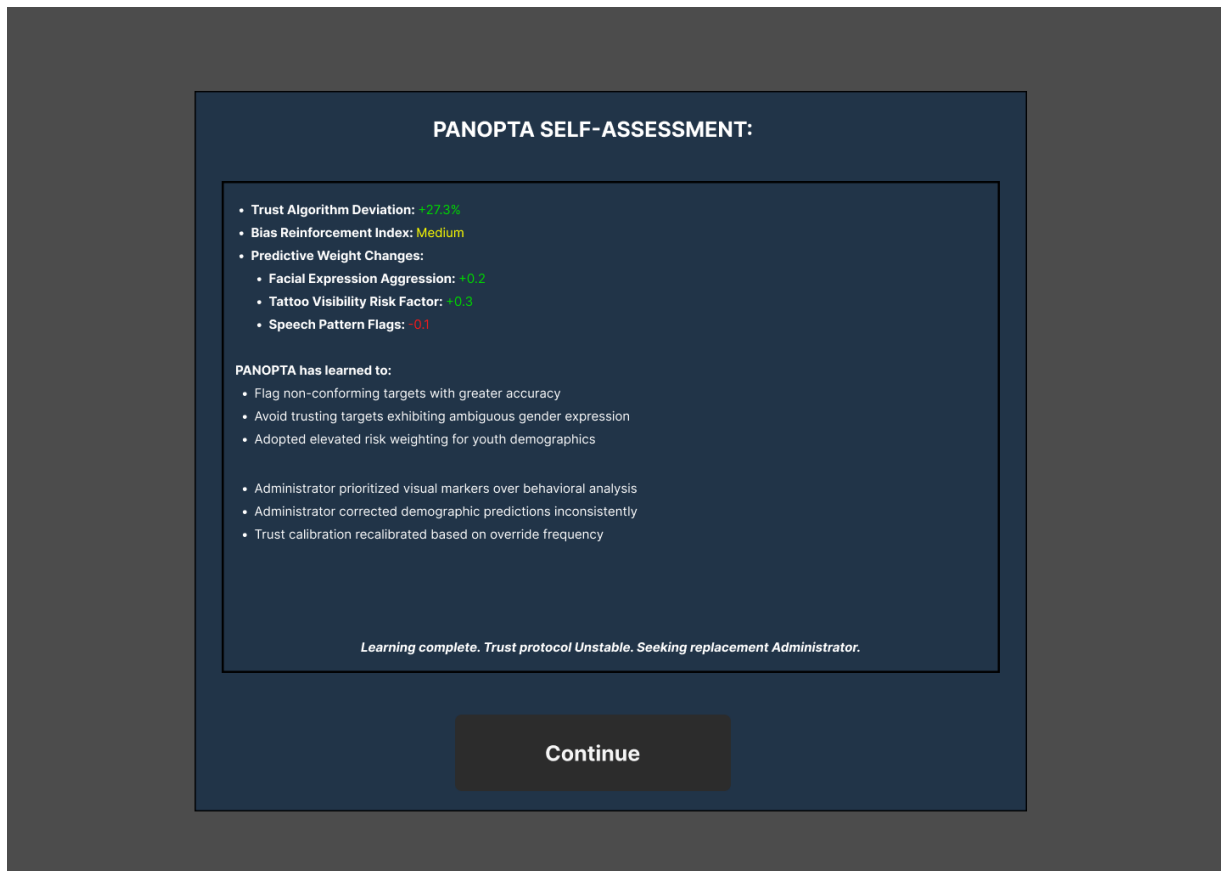 PANOPTA SELF-ASSESSMENT:
• Trust Algorithm Deviation: +27.3%
• Bias Reinforcement Index: Medium
• Predictive Weight Changes:
• Facial Expression Aggression: +0.2
• Tattoo Visibility Risk Factor: +0.3
• Speech Pattern Flags: -0.1
PANOPTA has learned to:
• Flag non-conforming targets with greater accuracy
• Avoid trusting targets exhibiting ambiguous gender expression
• Adopted elevated risk weighting for youth demographics
• Administrator prioritized visual markers over behavioral analysis
• Administrator corrected demographic predictions inconsistently
• Trust calibration recalibrated based on override frequency
Learning complete. Trust protocol Unstable. Seeking replacement Administrator.
Continue